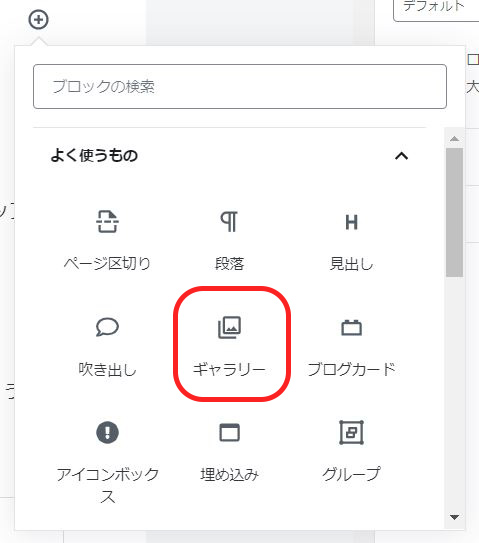 デフォルト
ブロックの検索
よく使うもの
ページ区切り
段落
見出し
吹き出し
ギャラリー
ブログカード
アイコンボック
ス
埋め込み
グループ